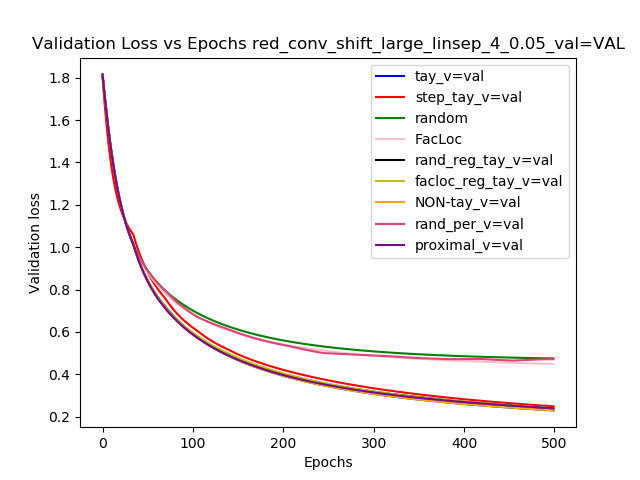 Validation Loss vs Epochs red_conv_shift_large_linsep_4_0.05_val=VAL
tay_v=val
step_tay_v=val
random
FacLoc
rand_reg_tay_v=val
facloc_reg_tay_v=val
NON-tay_v=val
rand_per_v=val
proximal_v=val
1.8
1.6
1.4
1.2
1.0
0.8
0.6
0.4
0.2
Validation loss
0 100 200 300 400 500
Epochs